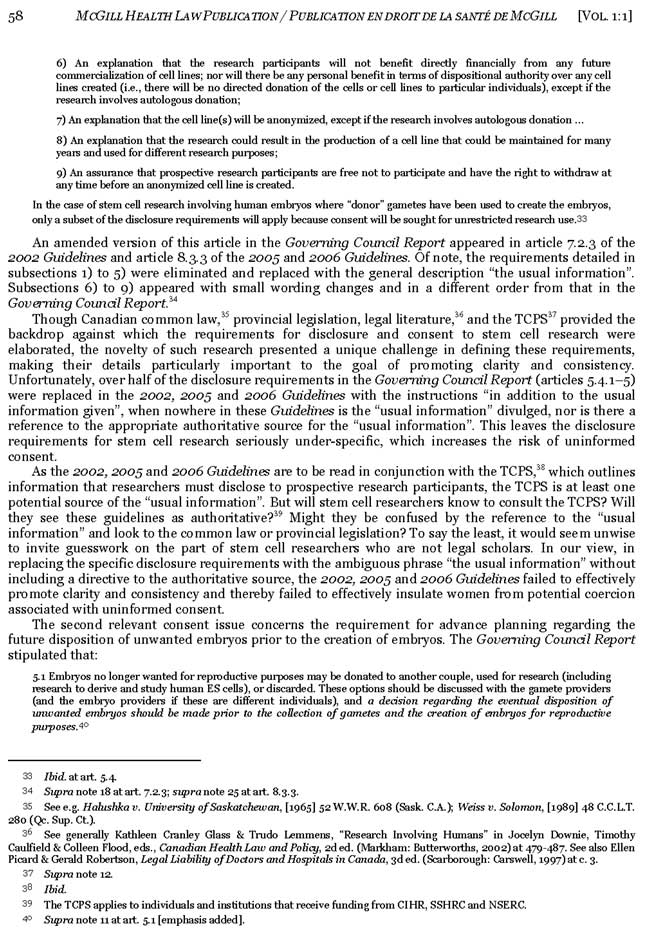 58 MCGILL HEALTH LAW PUBLICATION / PUBLICATION EN DROIT DE LA SANTÉ DE MCGILL [VOL. 1:1]
6) An explanation that the research participants will not benefit directly financially from any future
commercialization of cell lines; nor will there be any personal benefit in terms of dispositional authority over any cell
lines created (i.e., there will be no directed donation of the cells or cell lines to particular individuals), except if the
research involves autologous donation;
7) An explanation that the cell line(s) will be anonymized, except if the research involves autologous donation …
8) An explanation that the research could result in the production of a cell line that could be maintained for many
years and used for different research purposes;
9) An assurance that prospective research participants are free not to participate and have the right to withdraw at
any time before an anonymized cell line is created.
In the case of stem cell research involving human embryos where “donor” gametes have been used to create the embryos,
only a subset of the disclosure requirements will apply because consent will be sought for unrestricted research use.33
An amended version of this article in the Governing Council Report appeared in article 7.2.3 of the
2002 Guidelines and article 8.3.3 of the 2005 and 2006 Guidelines. Of note, the requirements detailed in
subsections 1) to 5) were eliminated and replaced with the general description “the usual information”.
Subsections 6) to 9) appeared with small wording changes and in a different order from that in the
Governing Council Report.34
Though Canadian common law,35 provincial legislation, legal literature,36 and the TCPS37 provided the
backdrop against which the requirements for disclosure and consent to stem cell research were
elaborated, the novelty of such research presented a unique challenge in defining these requirements,
making their details particularly important to the goal of promoting clarity and consistency.
Unfortunately, over half of the disclosure requirements in the Governing Council Report (articles 5.4.1–5)
were replaced in the 2002, 2005 and 2006 Guidelines with the instructions “in addition to the usual
information given”, when nowhere in these Guidelines is the “usual information” divulged, nor is there a
reference to the appropriate authoritative source for the “usual information”. This leaves the disclosure
requirements for stem cell research seriously under-specific, which increases the risk of uninformed
consent.
As the 2002, 2005 and 2006 Guidelines are to be read in conjunction with the TCPS,38 which outlines
information that researchers must disclose to prospective research participants, the TCPS is at least one
potential source of the “usual information”. But will stem cell researchers know to consult the TCPS? Will
they see these guidelines as authoritative?39 Might they be confused by the reference to the “usual
information” and look to the common law or provincial legislation? To say the least, it would seem unwise
to invite guesswork on the part of stem cell researchers who are not legal scholars. In our view, in
replacing the specific disclosure requirements with the ambiguous phrase “the usual information” without
including a directive to the authoritative source, the 2002, 2005 and 2006 Guidelines failed to effectively
promote clarity and consistency and thereby failed to effectively insulate women from potential coercion
associated with uninformed consent.
The second relevant consent issue concerns the requirement for advance planning regarding the
future disposition of unwanted embryos prior to the creation of embryos. The Governing Council Report
stipulated that:
5.1 Embryos no longer wanted for reproductive purposes may be donated to another couple, used for research (including
research to derive and study human ES cells), or discarded. These options should be discussed with the gamete providers
(and the embryo providers if these are different individuals), and a decision regarding the eventual disposition of
unwanted embryos should be made prior to the collection of gametes and the creation of embryos for reproductive
purposes.40
33 Ibid. at art. 5.4.
34 Supra note 18 at art. 7.2.3; supra note 25 at art. 8.3.3.
35 See e.g. Halushka v. University of Saskatchewan, [1965] 52 W.W.R. 608 (Sask. C.A.); Weiss v. Solomon, [1989] 48 C.C.L.T.
280 (Qc. Sup. Ct.).
36 See generally Kathleen Cranley Glass & Trudo Lemmens, “Research Involving Humans” in Jocelyn Downie, Timothy
Caulfield & Colleen Flood, eds., Canadian Health Law and Policy, 2d ed. (Markham: Butterworths, 2002) at 479-487. See also Ellen
Picard & Gerald Robertson, Legal Liability of Doctors and Hospitals in Canada, 3d ed. (Scarborough: Carswell, 1997) at c. 3.
37 Supra note 12.
38 Ibid.
39 The TCPS applies to individuals and institutions that receive funding from CIHR, SSHRC and NSERC.
40 Supra note 11 at art. 5.1 [emphasis added].